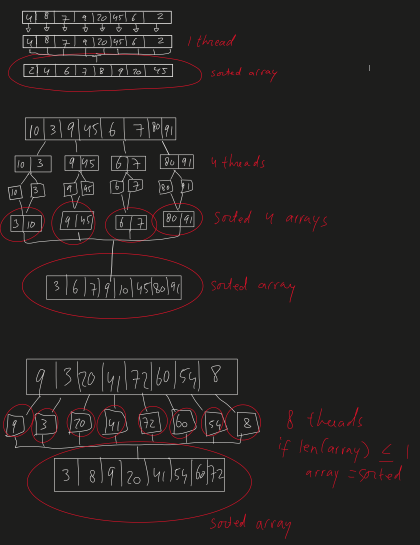 4 8 7 9 20 45 6 2
4 8 7 9 20 45 6 2
1 thread
2 4 6 7 8 9 20 45
sorted array
10 3 9 45 6 7 80 91
10 3 9 45 6 7 80 91
4 threads
10 3 9 45 6 7 80 91
3 10 9 45 6 7 80 91
Sorted 4 arrays
3 6 7 9 10 45 80 91
sorted array
9 3 20 41 72 60 54 8
9 3 20 41 72 60 54 8
8 threads
if len(array) ≤ 1
array = sorted
3 8 9 20 41 54 60 72
sorted array